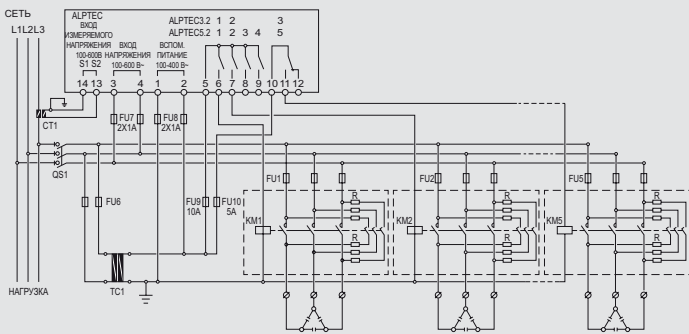 СЕТЬ
L1L2L3
ALPTEC
ВХОД
ИЗМЕРЯЕМОГО
НАПРЯЖЕНИЯ
100-600В
S1 S2
ВХОД
НАПРЯЖЕНИЯ
100-600 В~
ВСПОМ.
ПИТАНИЕ
100-400 В~
ALPTEC3.2 1 2 3
ALPTEC5.2 1 2 3 4 5
14 13 3 4 1 2 5 6 7 8 9 10 11 12
CT1
FU7
2X1A
FU8
2X1A
QS1
FU6
FU9
10A
FU10
5A
FU1
FU2
FU5
KM1
R
R
KM2
R
R
KM5
R
R
НАГРУЗКА
TC1